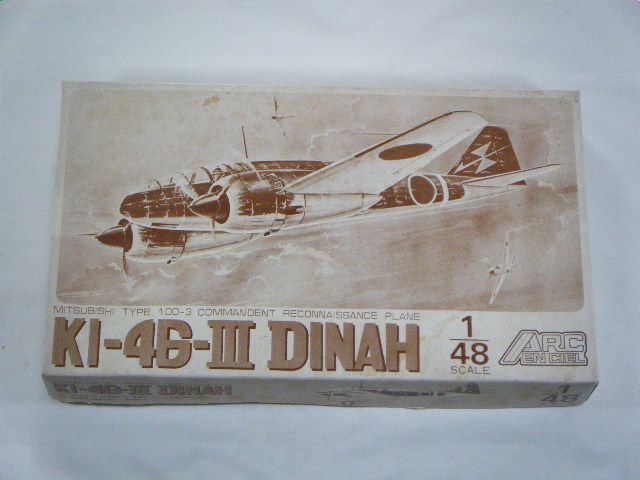 MITSUBISHI TYPE 100-3 COMMANDENT RECONNAISSANCE PLANE
KI-46-III DINAH
1/48
SCALE
ARC
EN CIEL
KI-46-III DINAH
1/48